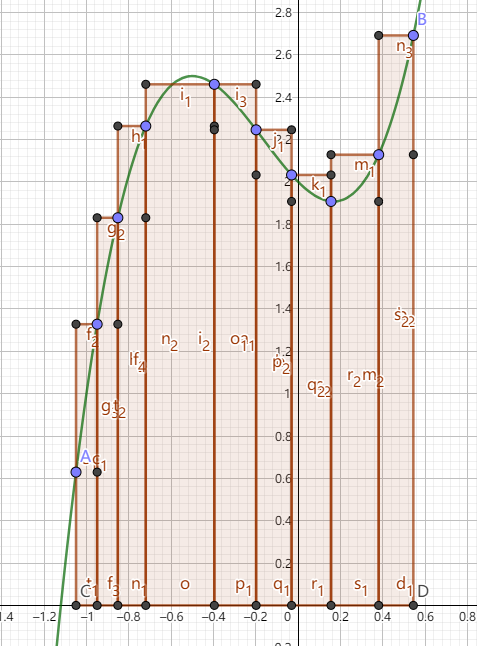 2.8
B
n₃
2.6
2.4
i₁ i₃
h₁ j₁ 2.2
m₁
2
k₁
g₂
1.8
1.6
1.4
f₂
n₂ i₂
1.2
r₂ m₂
1
0.8
A c₁
0.6
0.4
0.2
C f₃ n₁ o p₁ q₁ r₁ s₁ d₁ D
1.4 −1.2 −1 −0.8 −0.6 −0.4 −0.2 0 0.2 0.4 0.6 0.8